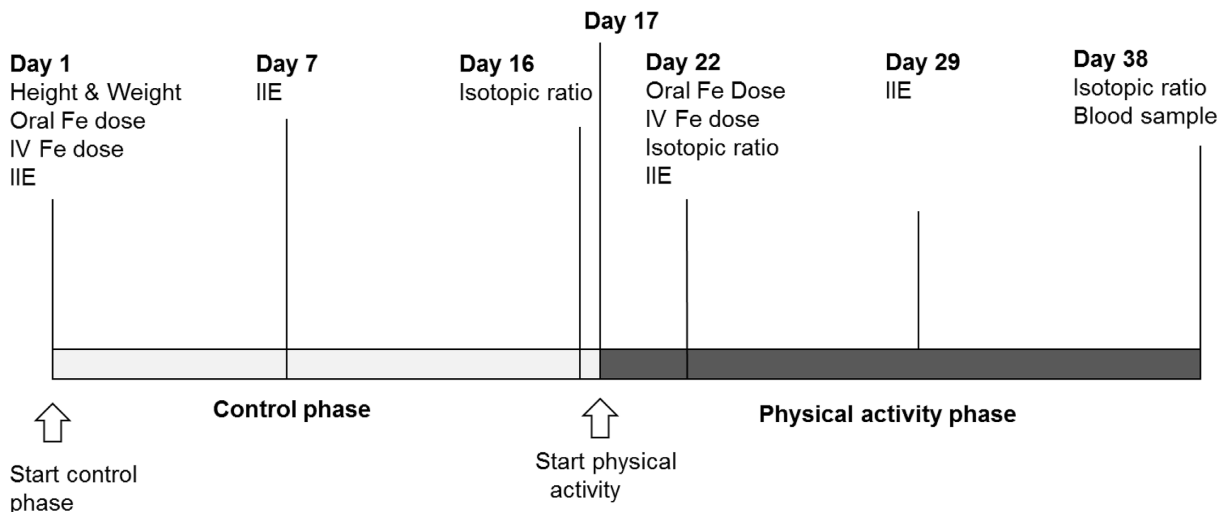 Day 17
Day 1
Height & Weight
Oral Fe dose
IV Fe dose
IIE
Day 7
IIE
Day 16
Isotopic ratio
Day 22
Oral Fe Dose
IV Fe dose
Isotopic ratio
IIE
Day 29
IIE
Day 38
Isotopic ratio
Blood sample
Control phase
Physical activity phase
Start control
phase
Start physical
activity